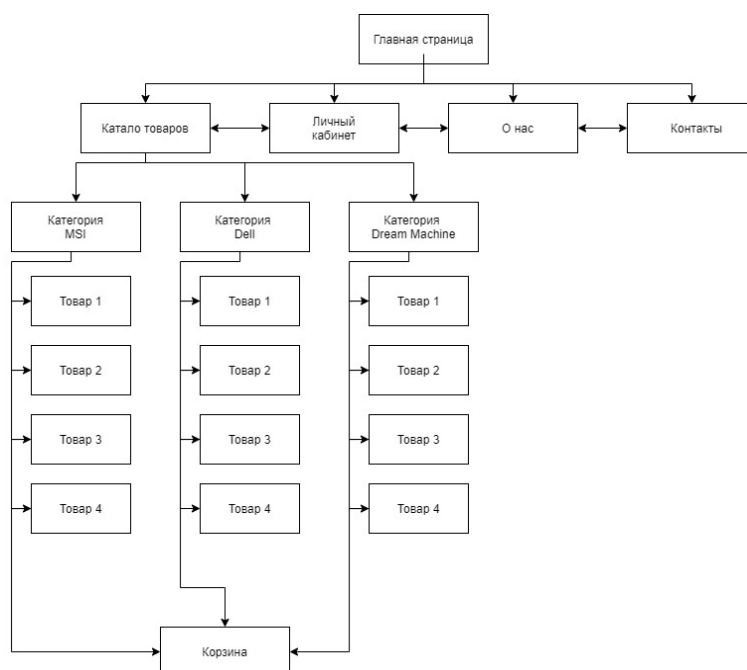 Главная страница
Катало товаров
Личный
кабинет
О нас
Контакты
Категория
MSI
Категория
Dell
Категория
Dream Machine
Товар 1
Товар 1
Товар 1
Товар 2
Товар 2
Товар 2
Товар 3
Товар 3
Товар 3
Товар 4
Товар 4
Товар 4
Корзина